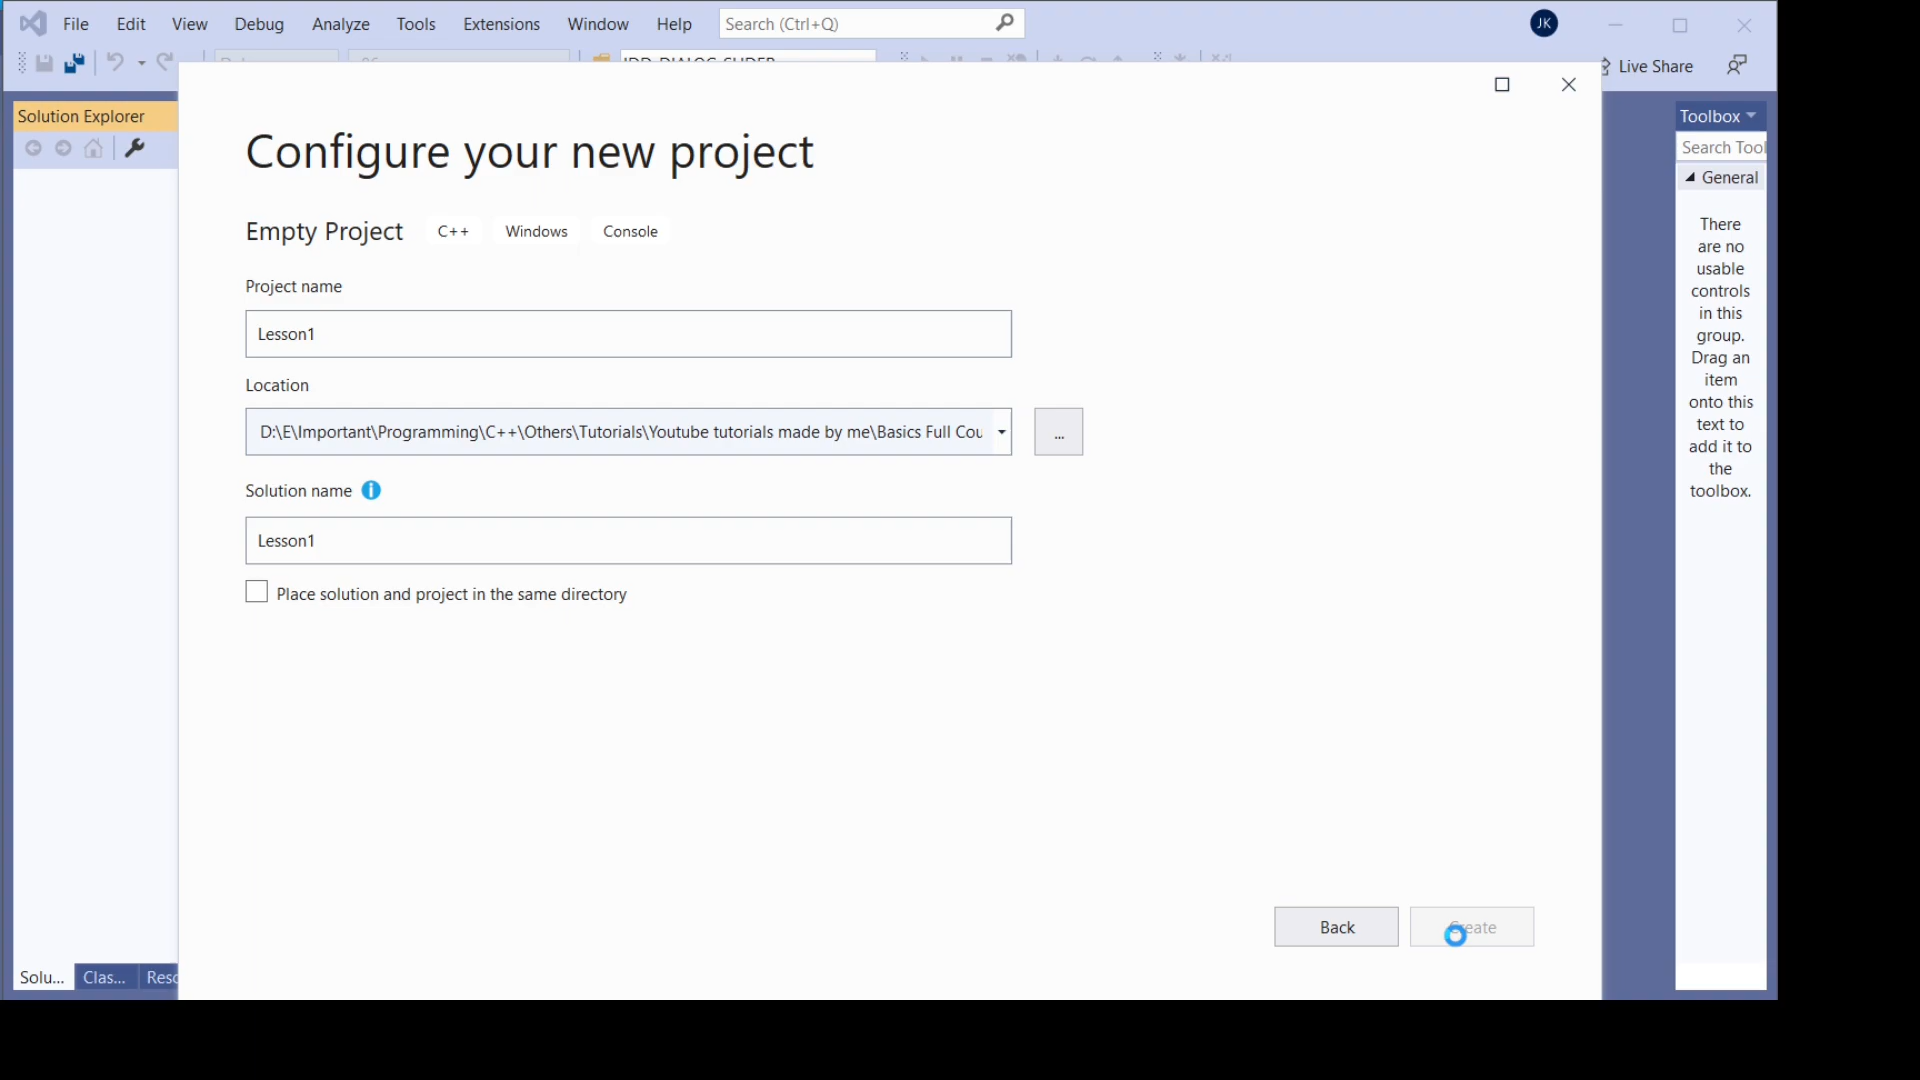 File Edit View Debug Analyze Tools Extensions Window Help Search (Ctrl+Q) JK
IDD_DIALOG_SLIDER
Live Share
Solution Explorer
Toolbox
Search Tool
General
There
are no
usable
controls
in this
group.
Drag an
item
onto this
text to
add it to
the
toolbox.
Configure your new project
Empty Project C++ Windows Console
Project name
Lesson1
Location
D:\E\Important\Programming\C++\Others\Tutorials\Youtube tutorials made by me\Basics Full Cou
...
Solution name
Lesson1
Place solution and project in the same directory
Back Create
Solu... Clas... Reso